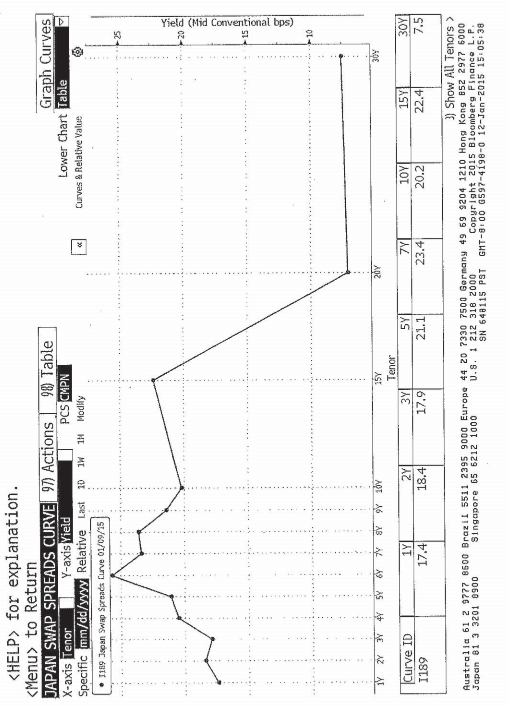 <HELP> for explanation.
<Menu> to Return
JAPAN SWAP SPREADS CURVE 97) Actions 98) Table Graph Curves
X-axis Tenor Y-axis Yield PCS CMPN Lower Chart Table
Specific mm/dd/yyyy Relative Last 1D 1W 1M Modify « Curves & Relative Value
I189 Japan Swap Spreads Curve 01/09/15
Yield (Mid Conventional bps)
25
20
15
10
1Y 2Y 3Y 4Y 5Y 6Y 7Y 8Y 9Y 10Y 15Y 20Y 30Y
Tenor
Curve ID 1Y 2Y 3Y 5Y 7Y 10Y 15Y 30Y
I189 17.4 18.4 17.9 21.1 23.4 20.2 22.4 7.5
3) Show All Tenors >
Australia 61 2 9777 8600 Brazil 5511 2395 9000 Europe 44 20 7330 7500 Germany 49 69 9204 1210 Hong Kong 852 2977 6000
Japan 81 3 3201 8900 Singapore 65 6212 1000 U.S. 1 212 318 2000 Copyright 2015 Bloomberg Finance L.P.
SN 648115 PST GMT-8:00 G597-4198-0 12-Jan-2015 15:05:38